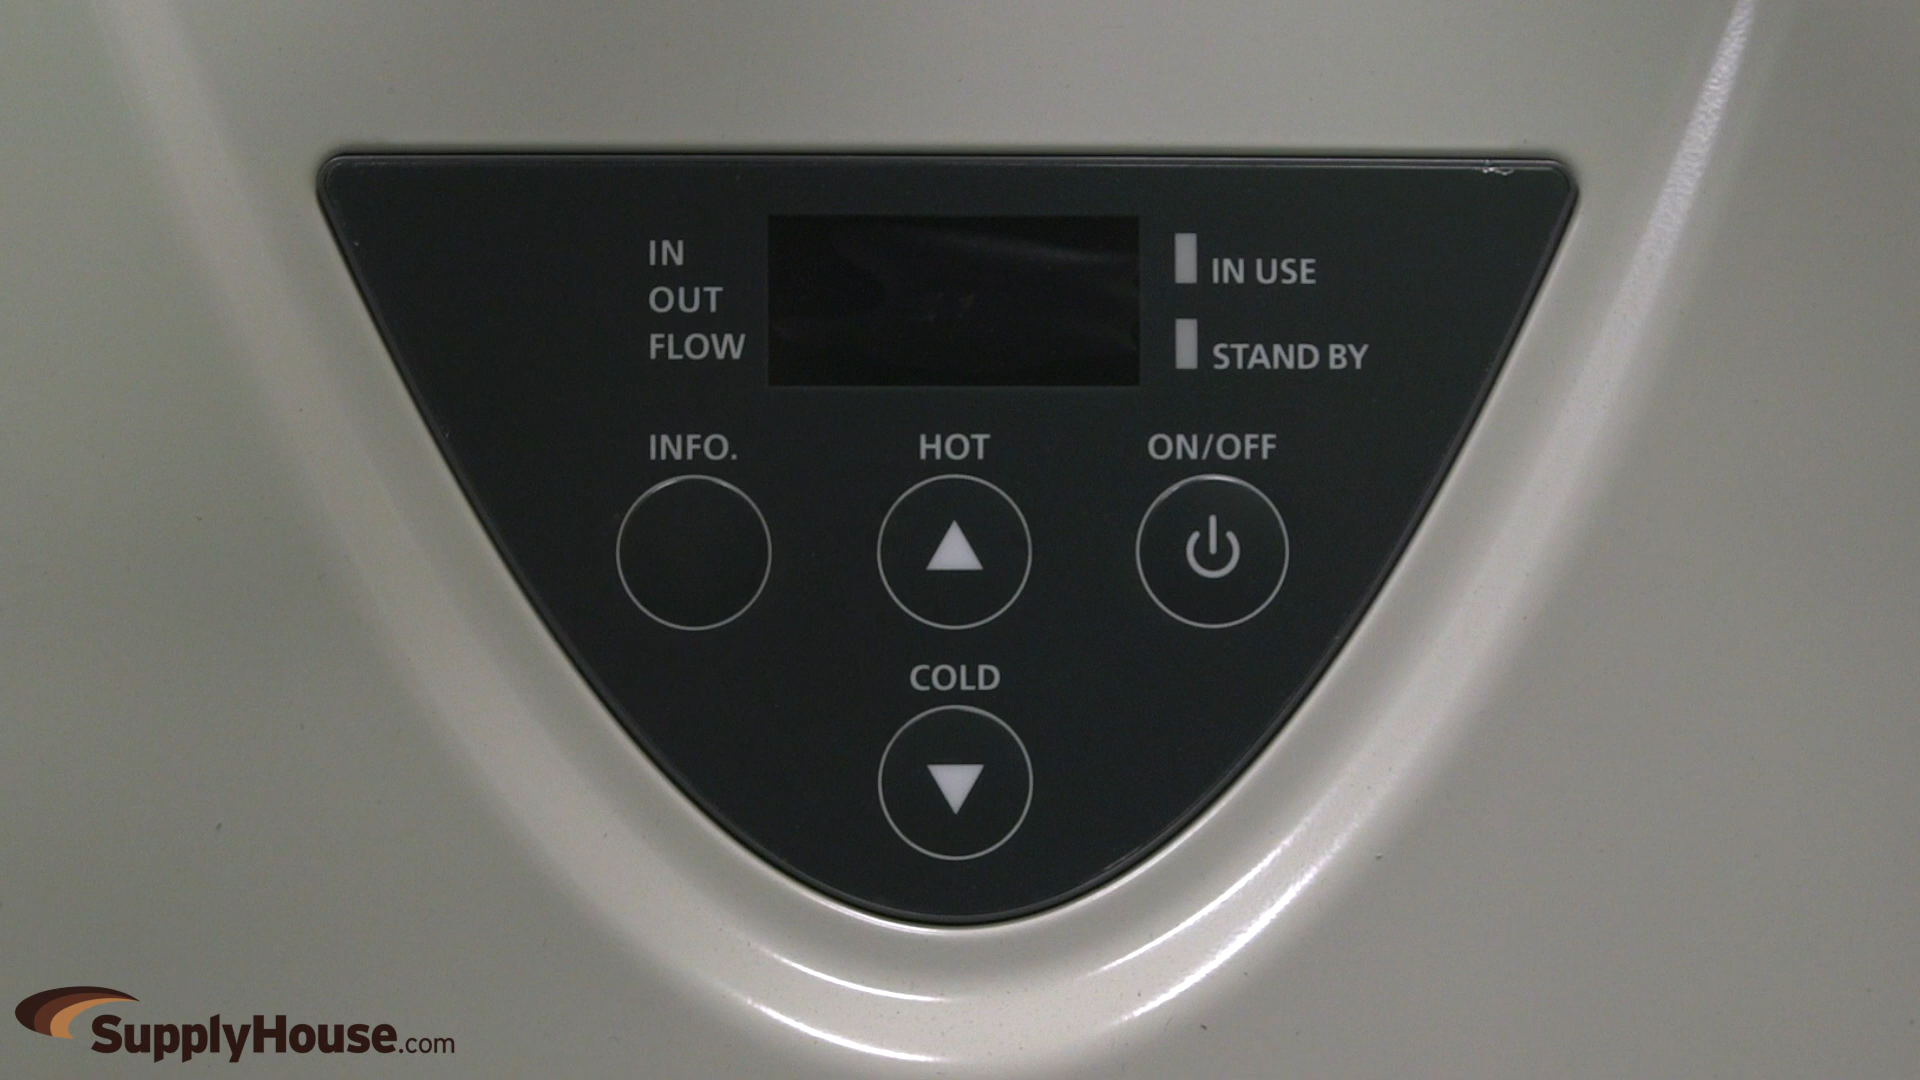 IN
OUT
FLOW
IN USE
STAND BY
INFO.
HOT
ON/OFF
COLD
SupplyHouse.com